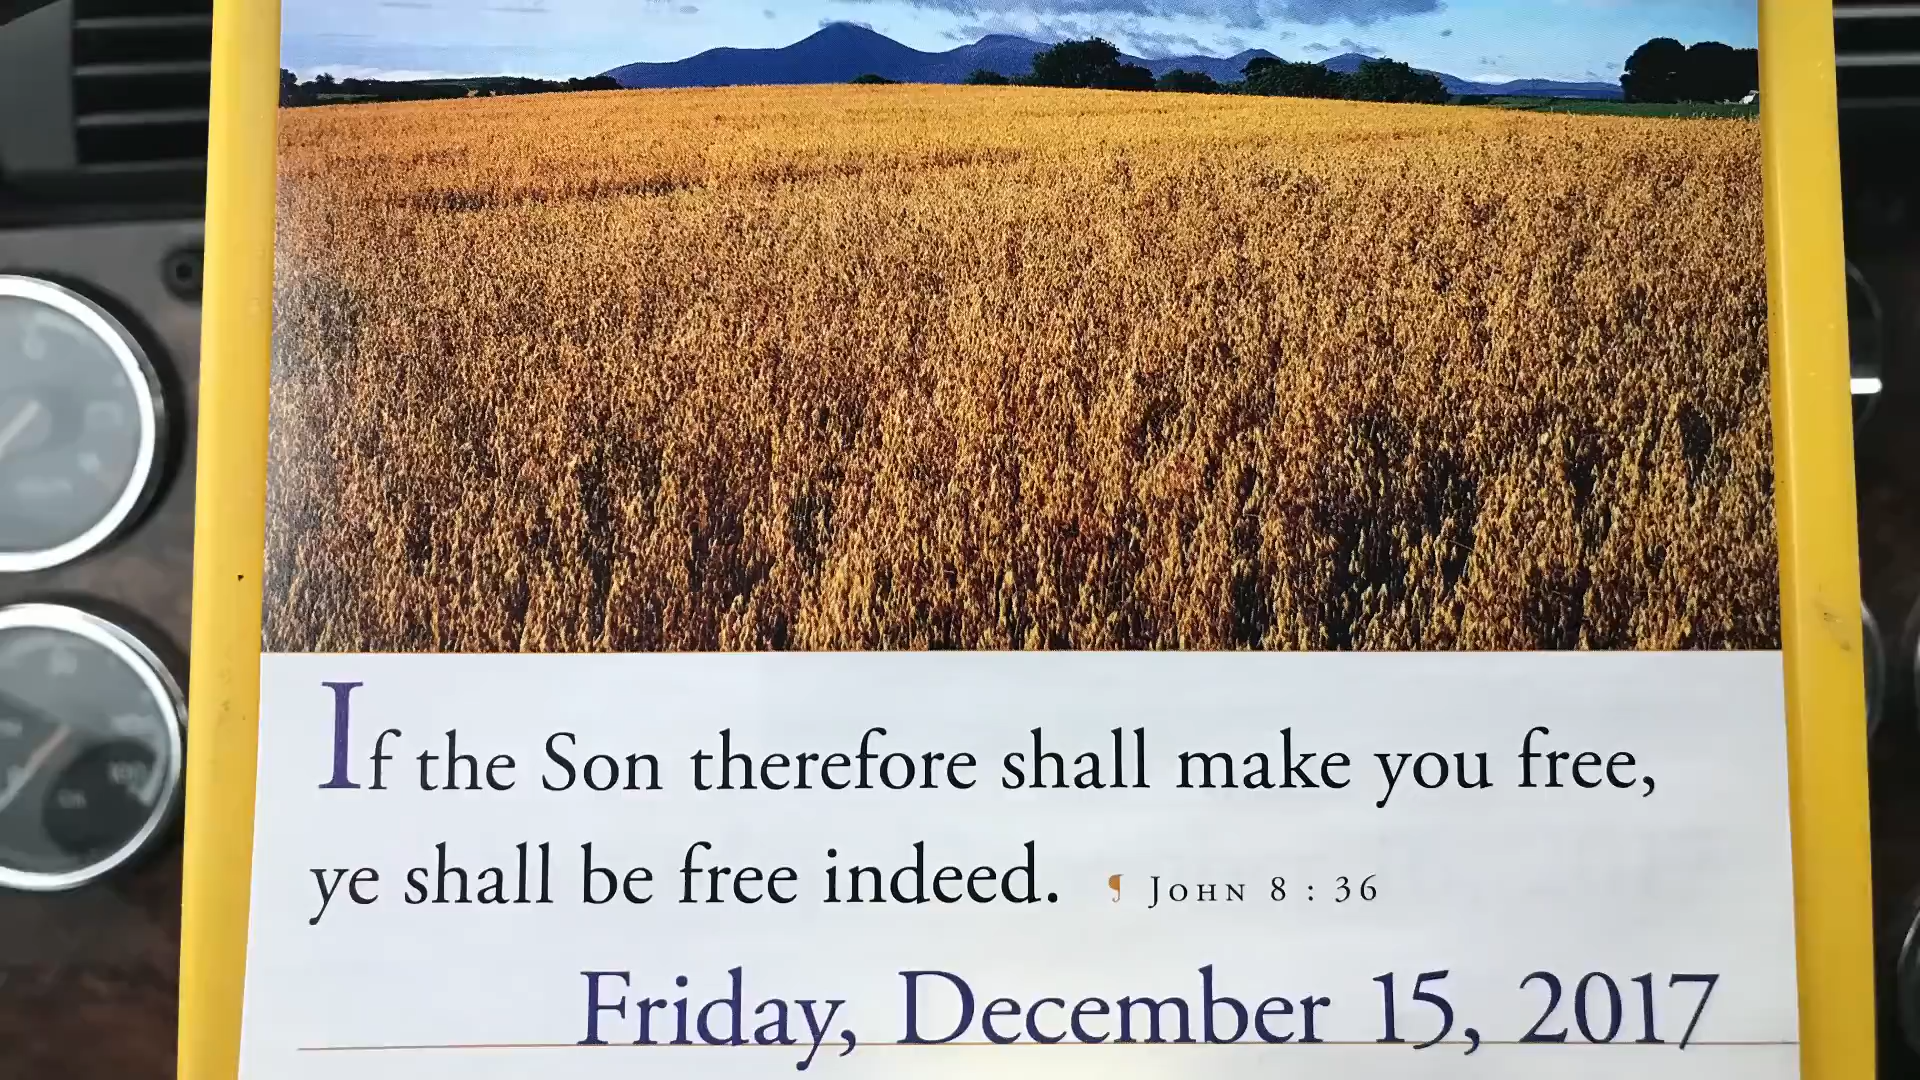 If the Son therefore shall make you free,
ye shall be free indeed. ¶ JOHN 8 : 36
Friday, December 15, 2017